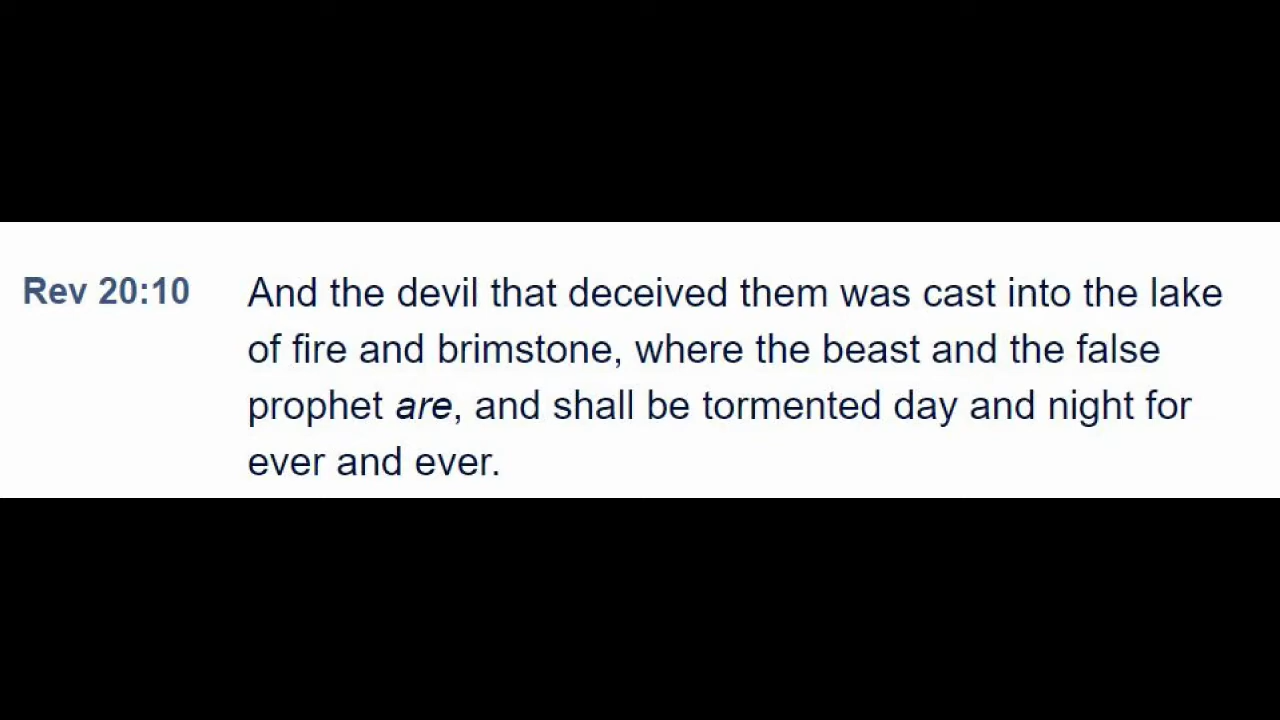 Rev 20:10 And the devil that deceived them was cast into the lake
of fire and brimstone, where the beast and the false
prophet are, and shall be tormented day and night for
ever and ever.